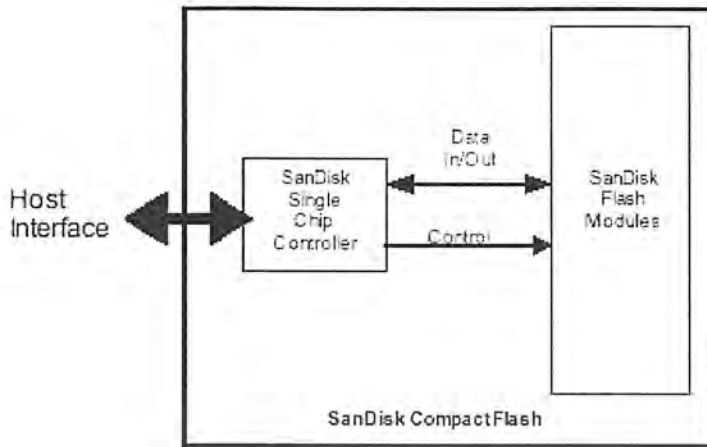 Host
Interface
SanDisk
Single
Chip
Controller
Data
In/Out
Control
SanDisk
Flash
Modules
SanDisk CompactFlash